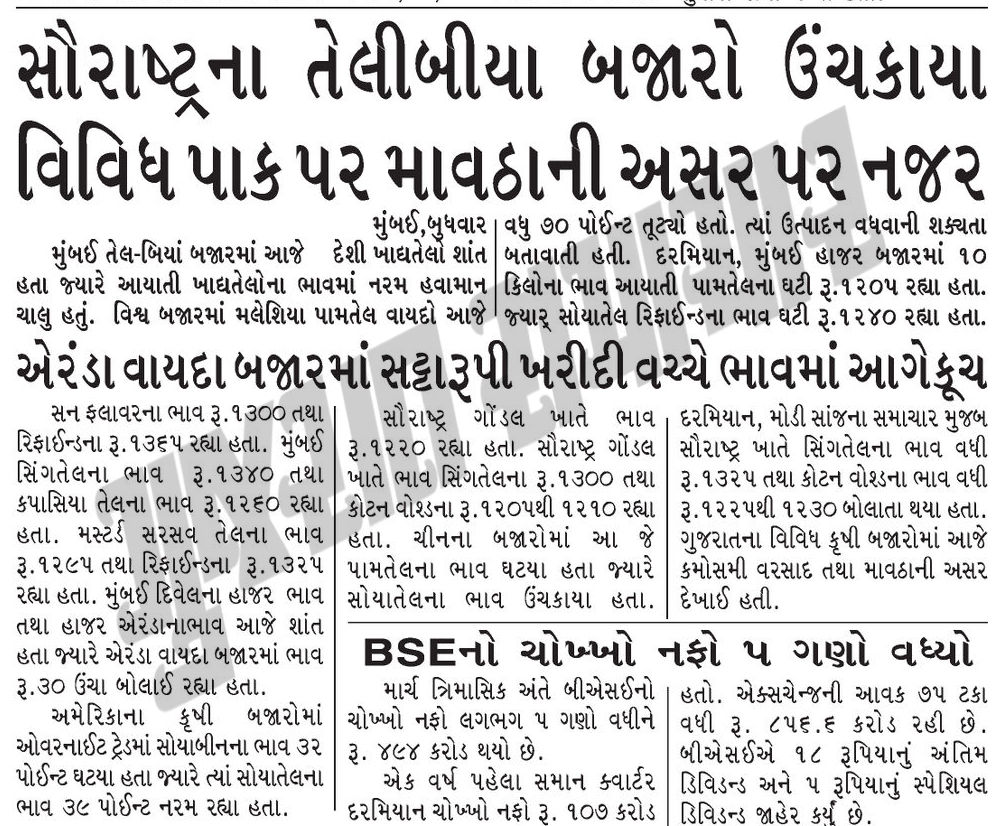 સૌરાષ્ટ્રના તેલીબીયા બજારો ઉંચકાયા
વિવિધ પાક પર માવઠાની અસર પર નજર
મુંબઈ,બુધવાર
મુંબઈ તેલ-બિયાં બજારમાં આજે દેશી ખાદ્યતેલો શાંત
હતા જ્યારે આયાતી ખાદ્યતેલોના ભાવમાં નરમ હવામાન
ચાલુ હતું. વિશ્વ બજારમાં મલેશિયા પામતેલ વાયદો આજે
વધુ ૭૦ પોઈન્ટ તૂટ્યો હતો. ત્યાં ઉત્પાદન વધવાની શક્યતા
બતાવાતી હતી. દરમિયાન, મુંબઈ હાજર બજારમાં ૧૦
કિલોના ભાવ આયાતી પામતેલના ઘટી રૂ.૧૨૦૫ રહ્યા હતા.
જ્યાર્ સોયાતેલ રિફાઈન્ડના ભાવ ઘટી રૂ.૧૨૪૦ રહ્યા હતા.
એરંડા વાયદા બજારમાં સટ્ટારૂપી ખરીદી વચ્ચે ભાવમાં આગેકૂચ
સન ફલાવરના ભાવ રૂ.૧૩૦૦ તથા
રિફાઈન્ડના રૂ.૧૩૬૫ રહ્યા હતા. મુંબઈ
સિંગતેલના ભાવ રૂ.૧૩૪૦ તથા
કપાસિયા તેલના ભાવ રૂ.૧૨૬૦ રહ્યા
હતા. મસ્ટર્ડ સરસવ તેલના ભાવ
રૂ.૧૨૯૫ તથા રિફાઈન્ડના રૂ.૧૩૨૫
રહ્યા હતા. મુંબઈ દિવેલના હાજર ભાવ
તથા હાજર એરંડાનાભાવ આજે શાંત
હતા જ્યારે એરંડા વાયદા બજારમાં ભાવ
રૂ.૩૦ ઉંચા બોલાઈ રહ્યા હતા.
અમેરિકાના કૃષી બજારોમાં
ઓવરનાઈટ ટ્રેડમાં સોયાબીનના ભાવ ૩૨
પોઈન્ટ ઘટયા હતા જ્યારે ત્યાં સોયાતેલના
ભાવ ૩૯ પોઈન્ટ નરમ રહ્યા હતા.
સૌરાષ્ટ્ર ગોંડલ ખાતે ભાવ
રૂ.૧૨૨૦ રહ્યા હતા. સૌરાષ્ટ્ર ગોંડલ
ખાતે ભાવ સિંગતેલના રૂ.૧૩૦૦ તથા
કોટન વોશ્ડના રૂ.૧૨૦૫થી ૧૨૧૦ રહ્યા
હતા. ચીનના બજારોમાં આ જે
પામતેલના ભાવ ઘટયા હતા જ્યારે
સોયાતેલના ભાવ ઉંચકાયા હતા.
દરમિયાન, મોડી સાંજના સમાચાર મુજબ
સૌરાષ્ટ્ર ખાતે સિંગતેલના ભાવ વધી
રૂ.૧૩૨૫ તથા કોટન વોશ્ડના ભાવ વધી
રૂ.૧૨૨૫થી ૧૨૩૦ બોલાતા થયા હતા.
ગુજરાતના વિવિધ કૃષી બજારોમાં આજે
કમોસમી વરસાદ તથા માવઠાની અસર
દેખાઈ હતી.
BSEનો ચોખ્ખો નફો ૫ ગણો વધ્યો
માર્ચ ત્રિમાસિક અંતે બીએસઈનો
ચોખ્ખો નફો લગભગ ૫ ગણો વધીને
રૂ. ૪૯૪ કરોડ થયો છે.
એક વર્ષ પહેલા સમાન ક્વાર્ટર
દરમિયાન ચોખ્ખો નફો રૂ. ૧૦૭ કરોડ
હતો. એક્સચેન્જની આવક ૭૫ ટકા
વધી રૂ. ૮૫૬.૬ કરોડ રહી છે.
બીએસઈએ ૧૮ રૂપિયાનું અંતિમ
ડિવિડન્ડ અને ૫ રૂપિયાનું સ્પેશિયલ
ડિવિડન્ડ જાહેર કર્યું છે.